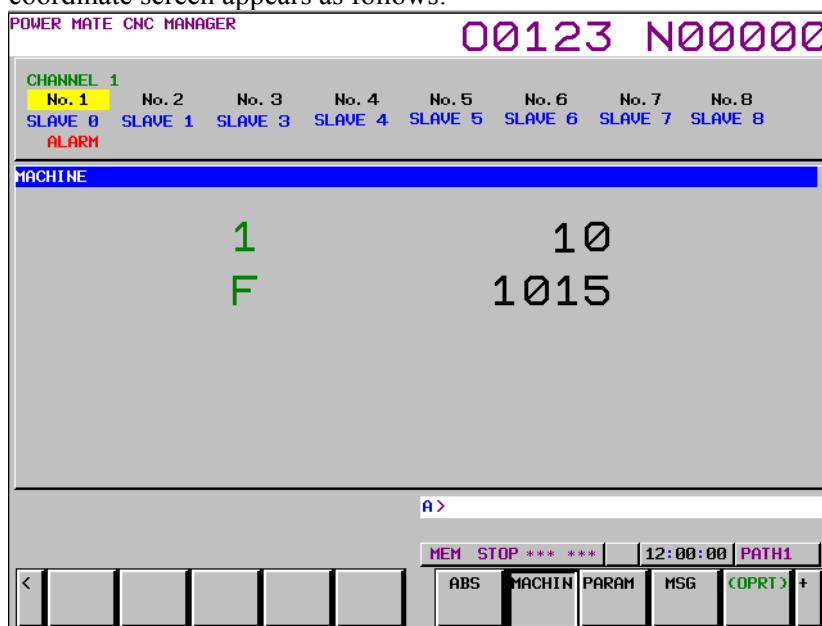 coordinate screen appears as follows:
POWER MATE CNC MANAGER O0123 N00000
CHANNEL 1
No.1 No.2 No.3 No.4 No.5 No.6 No.7 No.8
SLAVE 0 SLAVE 1 SLAVE 3 SLAVE 4 SLAVE 5 SLAVE 6 SLAVE 7 SLAVE 8
ALARM
MACHINE
1 10
F 1015
A>
MEM STOP *** *** 12:00:00 PATH1
< ABS MACHIN PARAM MSG (OPRT) +